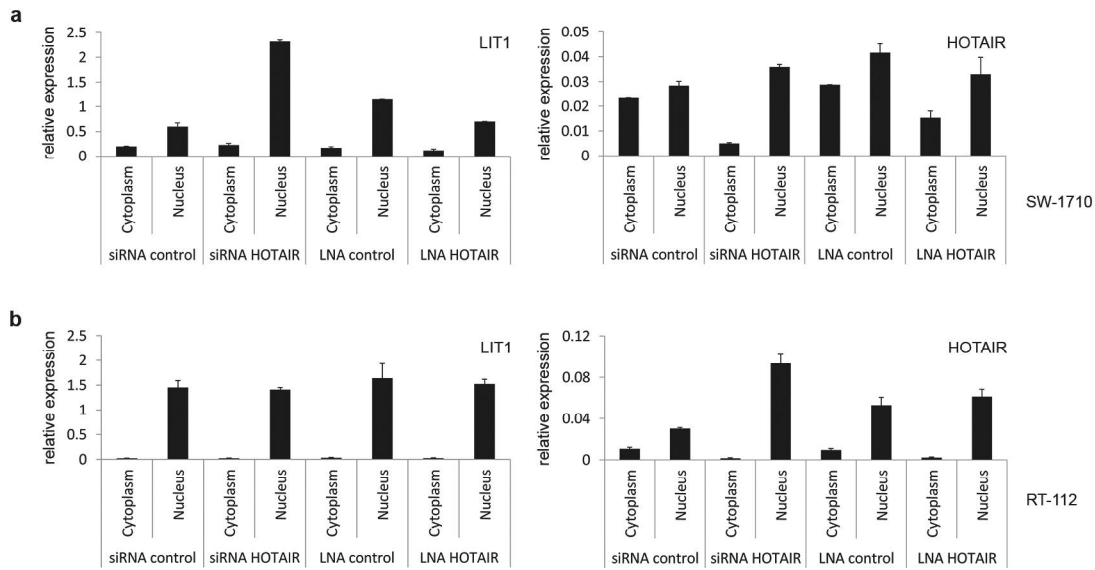 a
LIT1
relative expression
2.5
2
1.5
1
0.5
0
Cytoplasm Nucleus Cytoplasm Nucleus Cytoplasm Nucleus Cytoplasm Nucleus
siRNA control siRNA HOTAIR LNA control LNA HOTAIR
HOTAIR
relative expression
0.05
0.04
0.03
0.02
0.01
0
Cytoplasm Nucleus Cytoplasm Nucleus Cytoplasm Nucleus Cytoplasm Nucleus
siRNA control siRNA HOTAIR LNA control LNA HOTAIR
SW-1710
b
LIT1
relative expression
2.5
2
1.5
1
0.5
0
Cytoplasm Nucleus Cytoplasm Nucleus Cytoplasm Nucleus Cytoplasm Nucleus
siRNA control siRNA HOTAIR LNA control LNA HOTAIR
HOTAIR
relative expression
0.12
0.08
0.04
0
Cytoplasm Nucleus Cytoplasm Nucleus Cytoplasm Nucleus Cytoplasm Nucleus
siRNA control siRNA HOTAIR LNA control LNA HOTAIR
RT-112